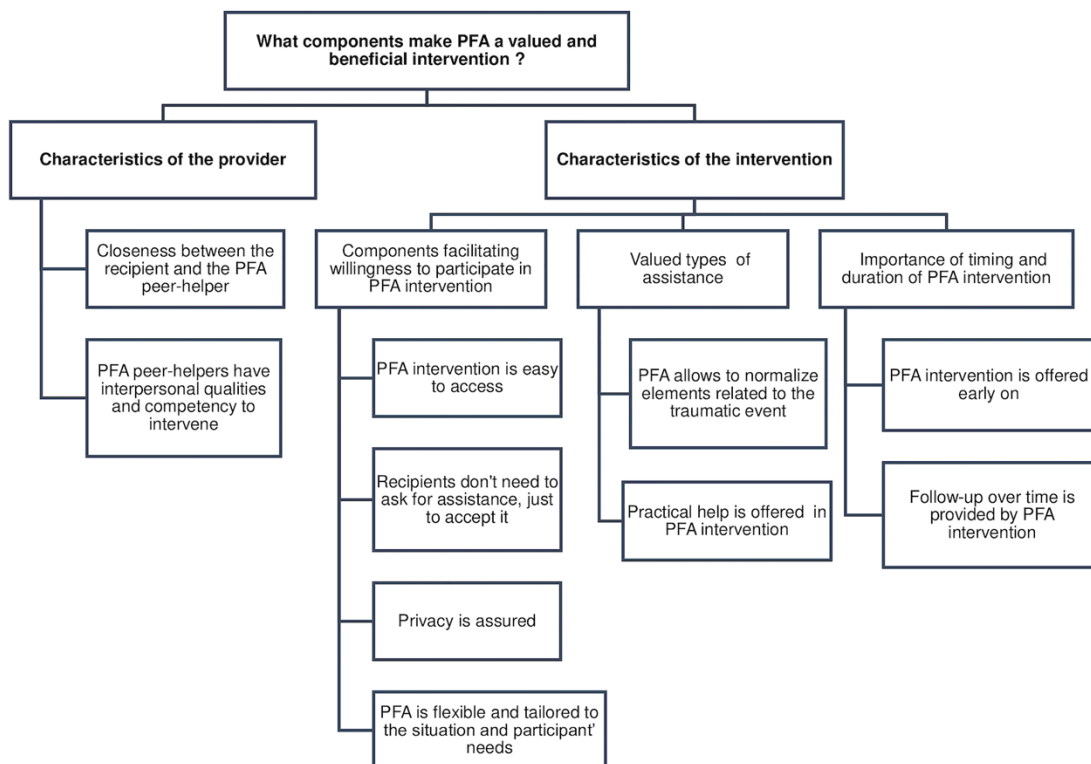 What components make PFA a valued and
beneficial intervention ?
Characteristics of the provider
Characteristics of the intervention
Closeness between the
recipient and the PFA
peer-helper
PFA peer-helpers have
interpersonal qualities
and competency to
intervene
Components facilitating
willingness to participate in
PFA intervention
PFA intervention is easy
to access
Recipients don't need to
ask for assistance, just
to accept it
Privacy is assured
PFA is flexible and tailored to
the situation and participant'
needs
Valued types of
assistance
PFA allows to normalize
elements related to the
traumatic event
Practical help is offered in
PFA intervention
Importance of timing and
duration of PFA intervention
PFA intervention is offered
early on
Follow-up over time is
provided by PFA
intervention